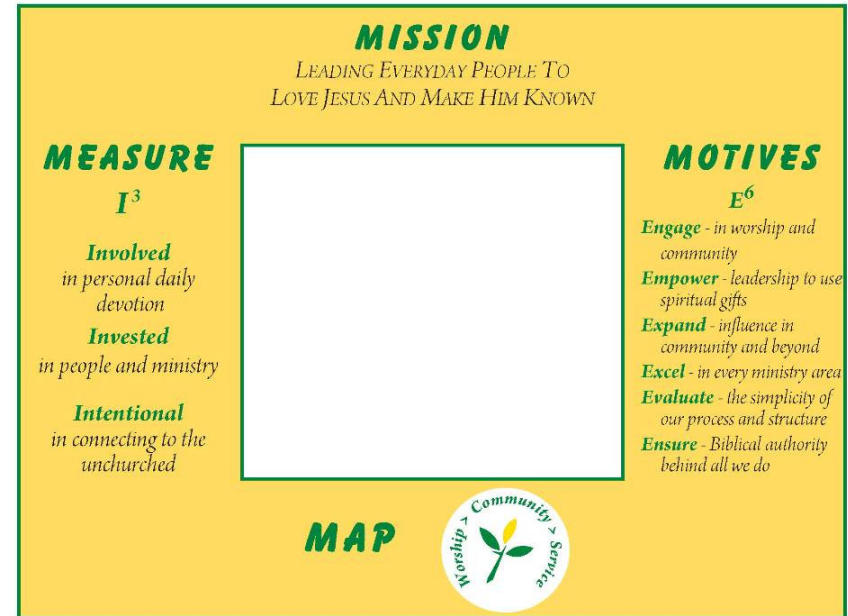 MISSION
LEADING EVERYDAY PEOPLE TO
LOVE JESUS AND MAKE HIM KNOWN
MEASURE
I³
Involved
in personal daily
devotion
Invested
in people and ministry
Intentional
in connecting to the
unchurched
MOTIVES
E⁶
Engage - in worship and
community
Empower - leadership to use
spiritual gifts
Expand - influence in
community and beyond
Excel - in every ministry area
Evaluate - the simplicity of
our process and structure
Ensure - Biblical authority
behind all we do
MAP
Worship > Community > Service